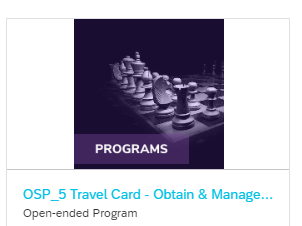 PROGRAMS
OSP_5 Travel Card - Obtain & Manage...
Open-ended Program